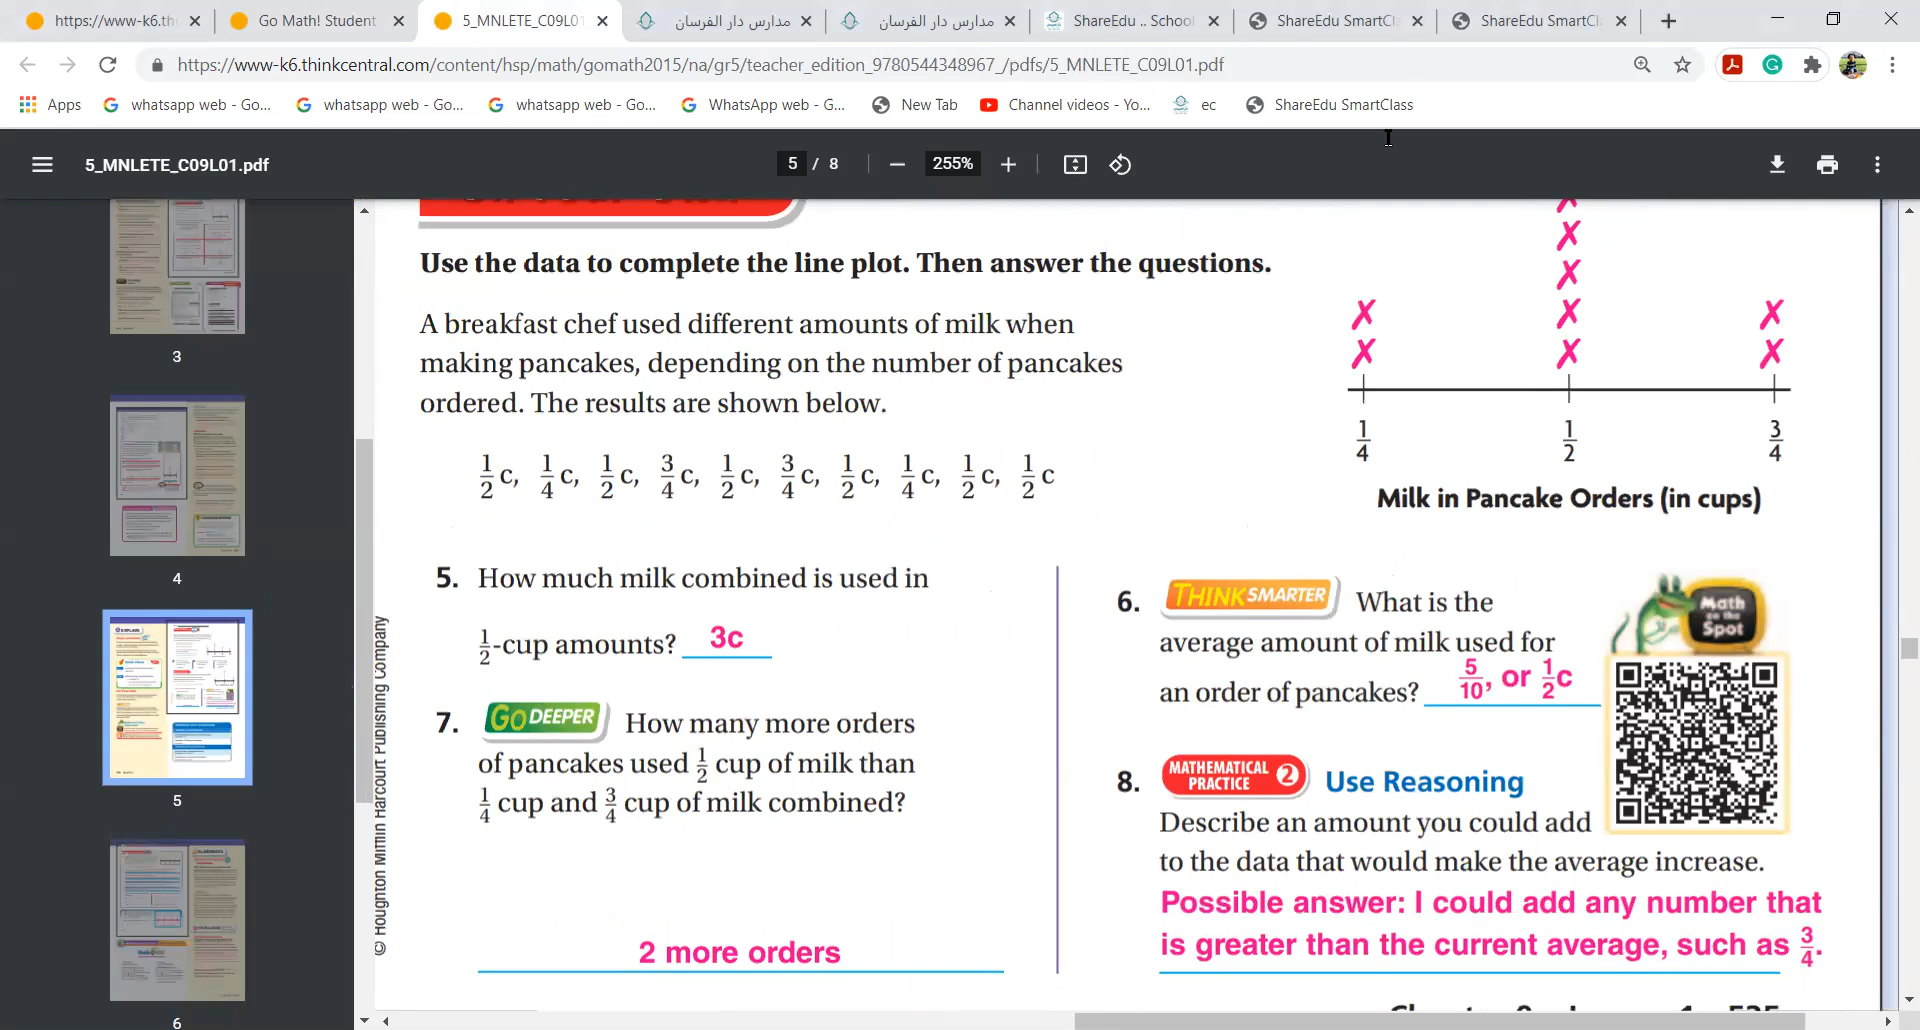 https://www-k6.th
Go Math! Student
5_MNLETE_C09L01
مدارس دار الفرسان
مدارس دار الفرسان
ShareEdu .. School
ShareEdu SmartCl
ShareEdu SmartCl
https://www-k6.thinkcentral.com/content/hsp/math/gomath2015/na/gr5/teacher_edition_9780544348967_/pdfs/5_MNLETE_C09L01.pdf
Apps
whatsapp web - Go...
whatsapp web - Go...
whatsapp web - Go...
WhatsApp web - G...
New Tab
Channel videos - Yo...
ec
ShareEdu SmartClass
5_MNLETE_C09L01.pdf
5 / 8
255%
3
4
5
6
Use the data to complete the line plot. Then answer the questions.
A breakfast chef used different amounts of milk when
making pancakes, depending on the number of pancakes
ordered. The results are shown below.
1/2 c, 1/4 c, 1/2 c, 3/4 c, 1/2 c, 3/4 c, 1/2 c, 1/4 c, 1/2 c, 1/2 c
X
X X X X
X X X
X X X
1/4 1/2 3/4
Milk in Pancake Orders (in cups)
5. How much milk combined is used in
1/2-cup amounts? 3c
6. THINK SMARTER What is the
average amount of milk used for
an order of pancakes? 5/10, or 1/2 c
Math
on the
Spot
7. GO DEEPER How many more orders
of pancakes used 1/2 cup of milk than
1/4 cup and 3/4 cup of milk combined?
2 more orders
8. MATHEMATICAL PRACTICE 2 Use Reasoning
Describe an amount you could add
to the data that would make the average increase.
Possible answer: I could add any number that
is greater than the current average, such as 3/4.
© Houghton Mifflin Harcourt Publishing Company